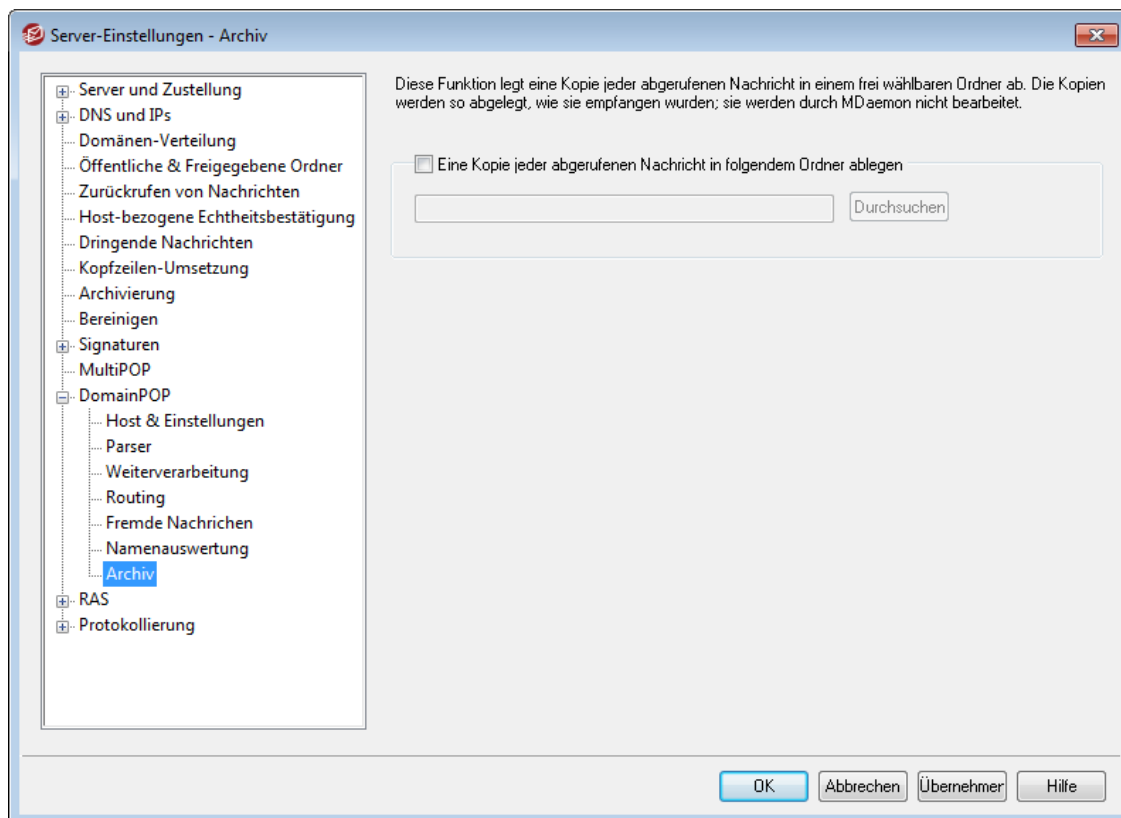 Server-Einstellungen - Archiv
Server und Zustellung
DNS und IPs
Domänen-Verteilung
Öffentliche & Freigegebene Ordner
Zurückrufen von Nachrichten
Host-bezogene Echtheitsbestätigung
Dringende Nachrichten
Kopfzeilen-Umsetzung
Archivierung
Bereinigen
Signaturen
MultiPOP
DomainPOP
Host & Einstellungen
Parser
Weiterverarbeitung
Routing
Fremde Nachrichen
Namenauswertung
Archiv
RAS
Protokollierung
Diese Funktion legt eine Kopie jeder abgerufenen Nachricht in einem frei wählbaren Ordner ab. Die Kopien
werden so abgelegt, wie sie empfangen wurden; sie werden durch MDaemon nicht bearbeitet.
Eine Kopie jeder abgerufenen Nachricht in folgendem Ordner ablegen
Durchsuchen
OK
Abbrechen
Übernehmer
Hilfe